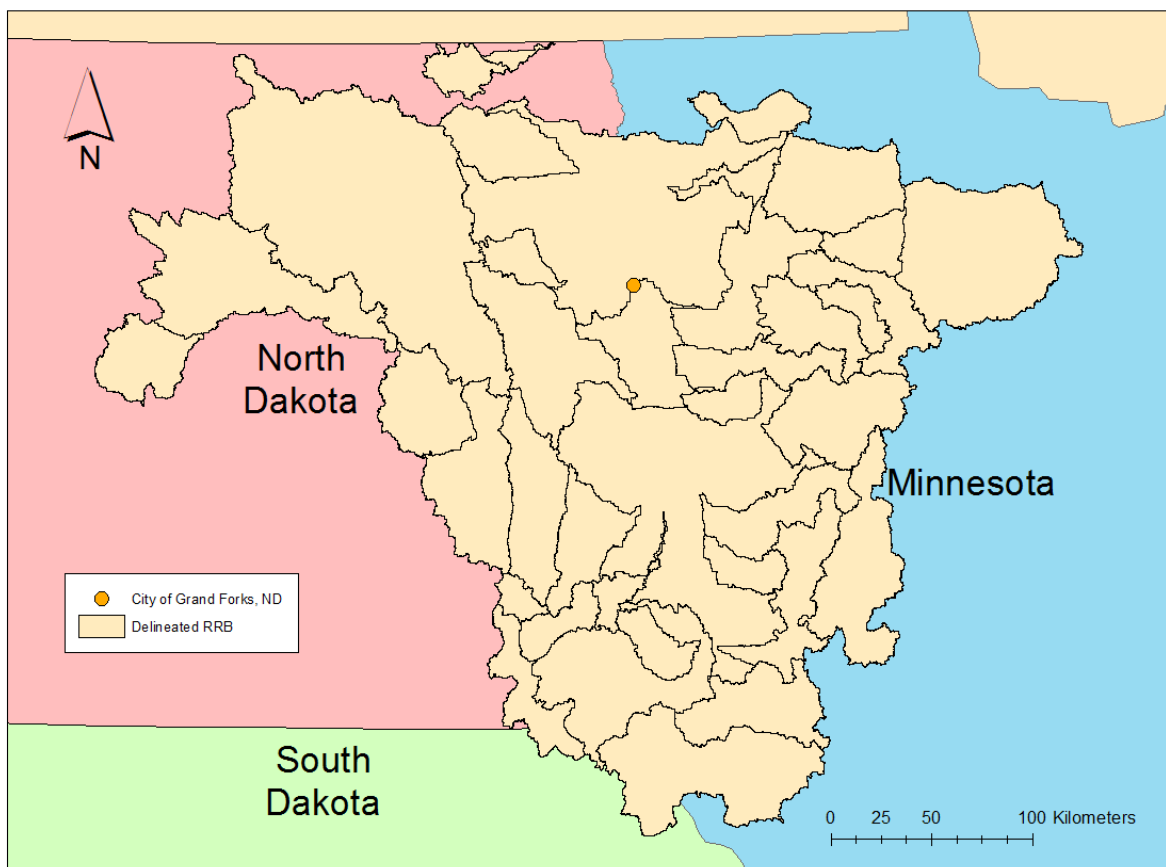 N
North
Dakota
Minnesota
City of Grand Forks, ND
Delineated RRB
South
Dakota
0 25 50 100 Kilometers